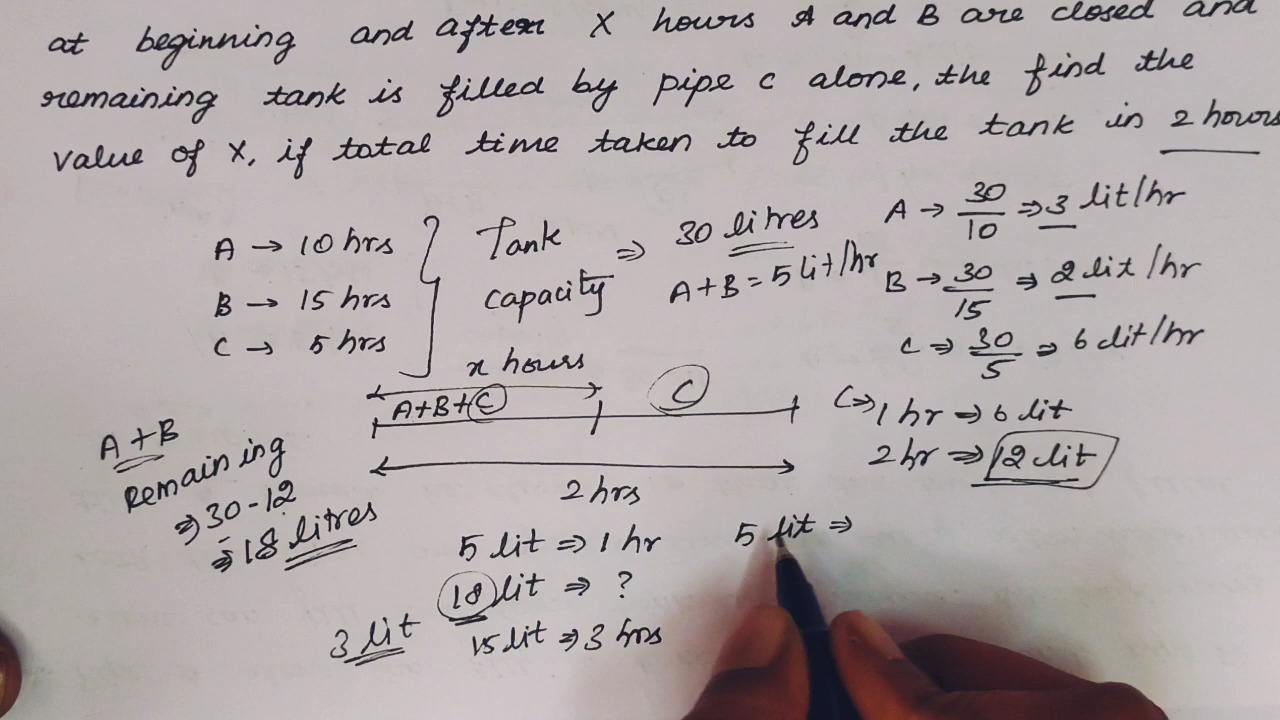 at beginning and after X hours A and B are closed and
remaining tank is filled by pipe c alone, the find the
value of X, if total time taken to fill the tank in 2 hours
A → 10 hrs
B → 15 hrs
C → 5 hrs
Tank
capacity
⇒ 30 litres
A+B = 5 lit/hr
A → 30/10 ⇒ 3 lit/hr
B → 30/15 ⇒ 2 lit/hr
C ⇒ 30/5 ⇒ 6 lit/hr
x hours
A+B+C
C
2 hrs
C ⇒ 1 hr ⇒ 6 lit
2 hr ⇒ 12 lit
A+B
Remaining
⇒ 30-12
⇒ 18 litres
5 lit ⇒ 1 hr
18 lit ⇒ ?
15 lit ⇒ 3 hrs
3 lit
5 lit ⇒